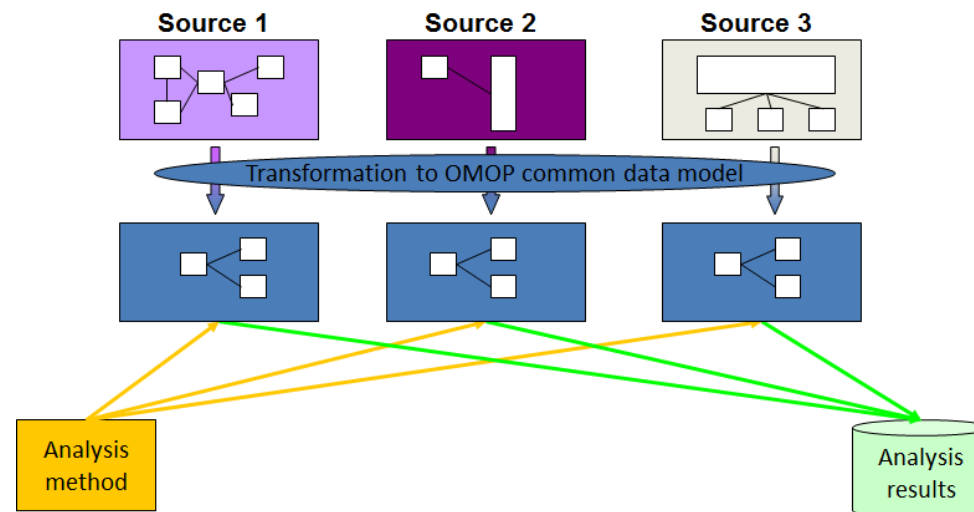 Source 1
Source 2
Source 3
Transformation to OMOP common data model
Analysis
method
Analysis
results